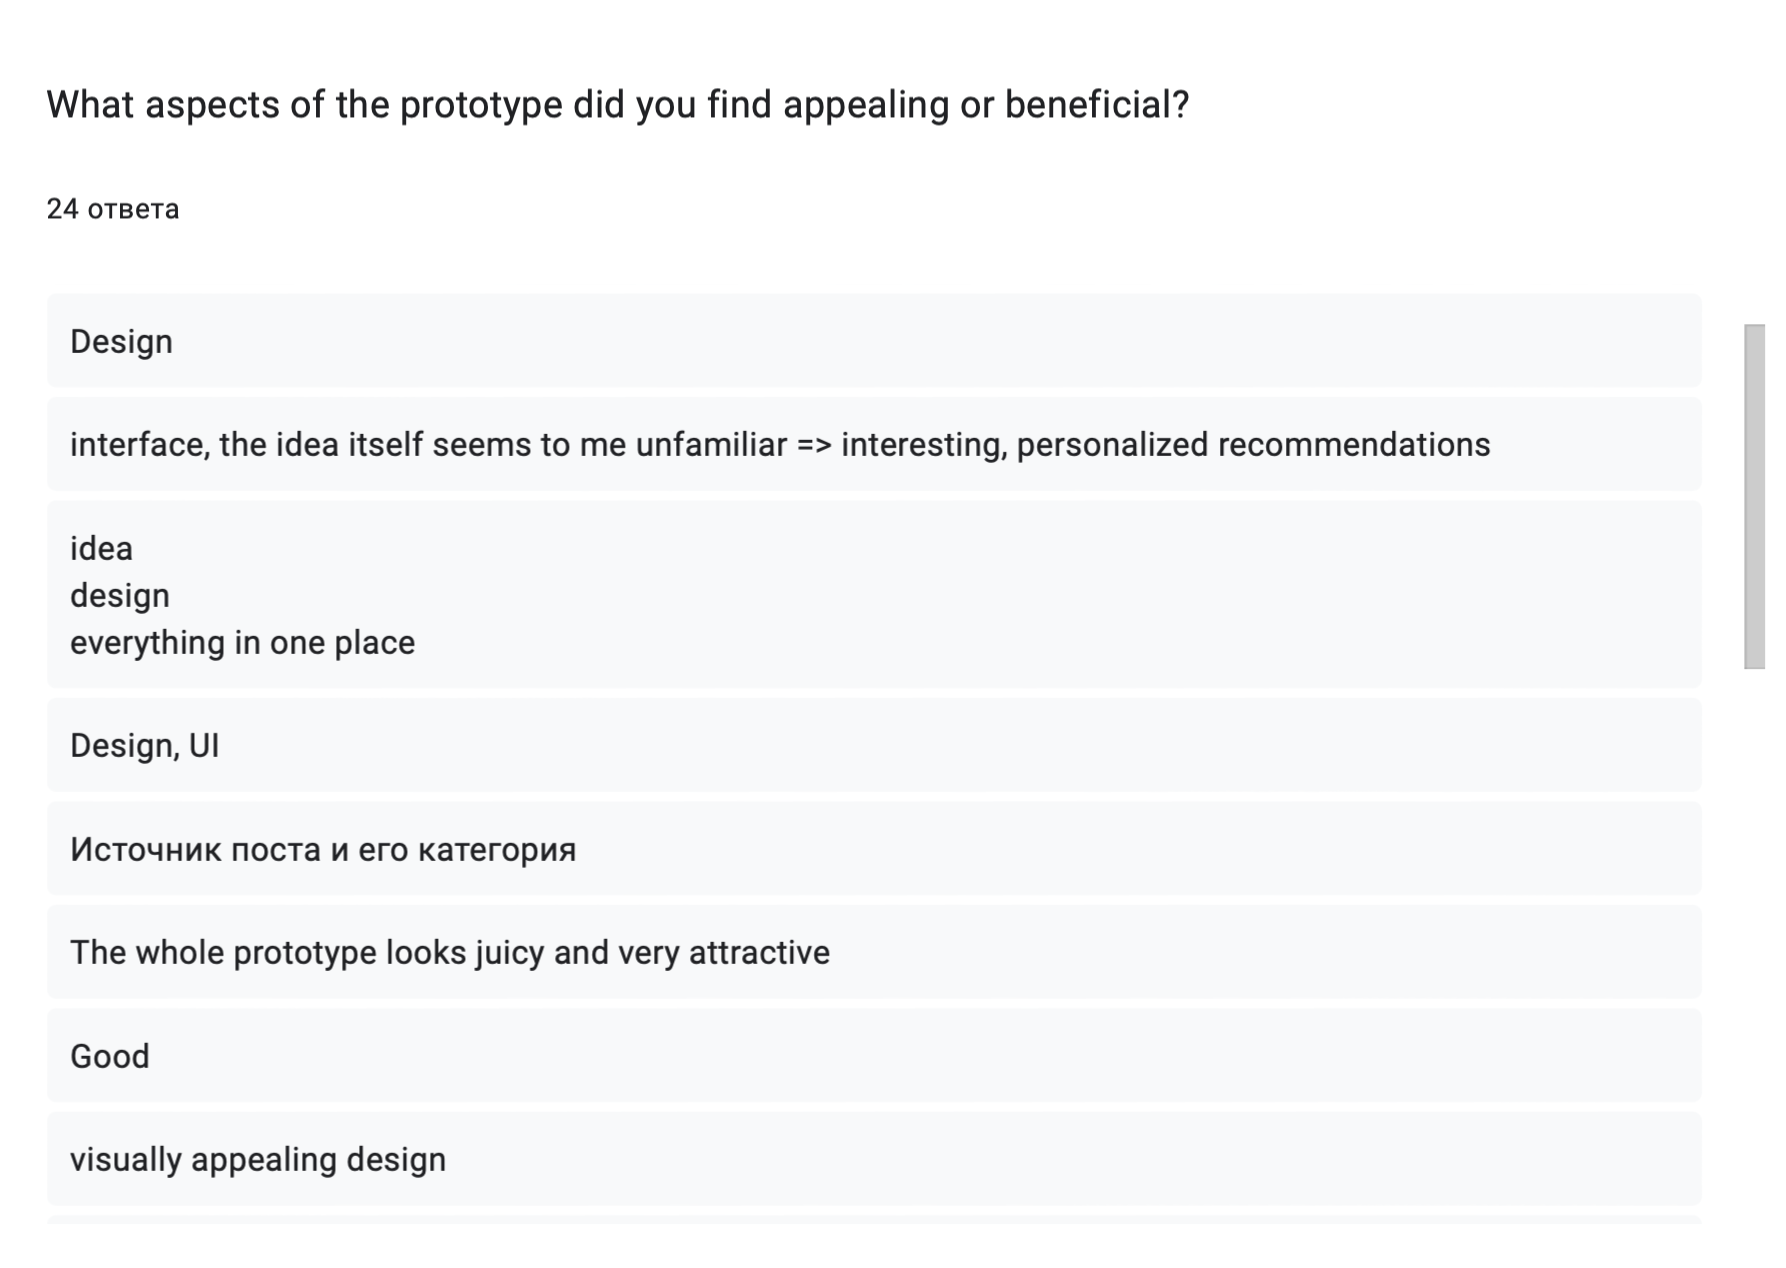 What aspects of the prototype did you find appealing or beneficial?
24 ответа
Design
interface, the idea itself seems to me unfamiliar => interesting, personalized recommendations
idea
design
everything in one place
Design, UI
Источник поста и его категория
The whole prototype looks juicy and very attractive
Good
visually appealing design